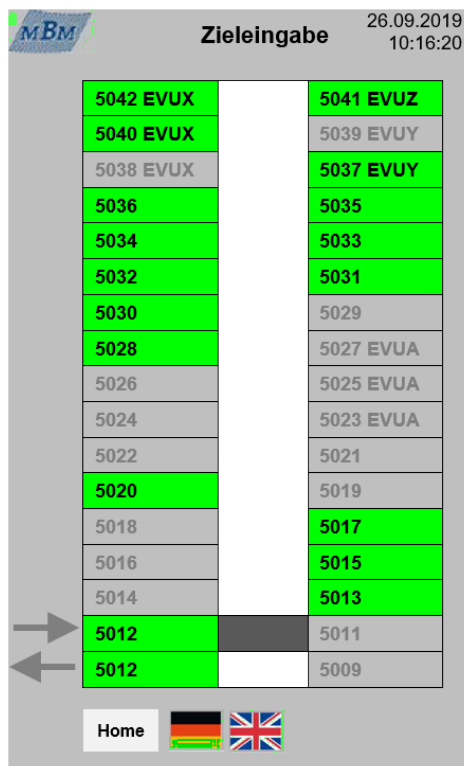 MBM
Zieleingabe
26.09.2019
10:16:20
5042 EVUX
5041 EVUZ
5040 EVUX
5039 EVUY
5038 EVUX
5037 EVUY
5036
5035
5034
5033
5032
5031
5030
5029
5028
5027 EVUA
5026
5025 EVUA
5024
5023 EVUA
5022
5021
5020
5019
5018
5017
5016
5015
5014
5013
5012
5011
5012
5009
Home